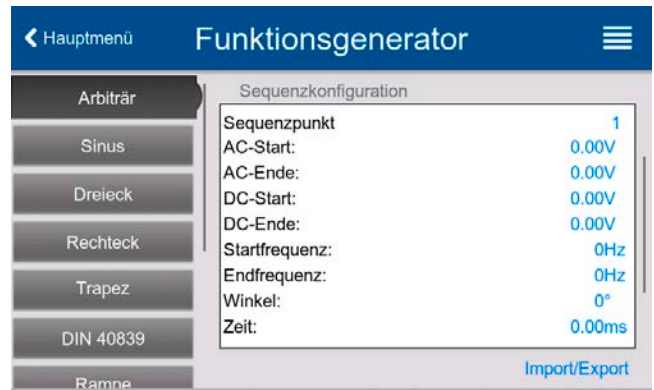 Hauptmenü
Funktionsgenerator
Arbiträr
Sinus
Dreieck
Rechteck
Trapez
DIN 40839
Rampe
Sequenzkonfiguration
Sequenzpunkt 1
AC-Start: 0.00V
AC-Ende: 0.00V
DC-Start: 0.00V
DC-Ende: 0.00V
Startfrequenz: 0Hz
Endfrequenz: 0Hz
Winkel: 0°
Zeit: 0.00ms
Import/Export